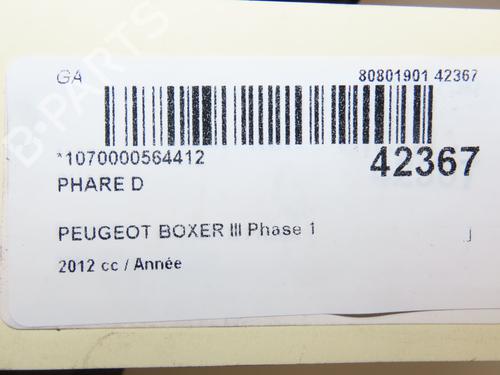 GA 80801901 42367
*1070000564412 42367
PHARE D
PEUGEOT BOXER III Phase 1 j
2012 cc / Année
B-PARTS